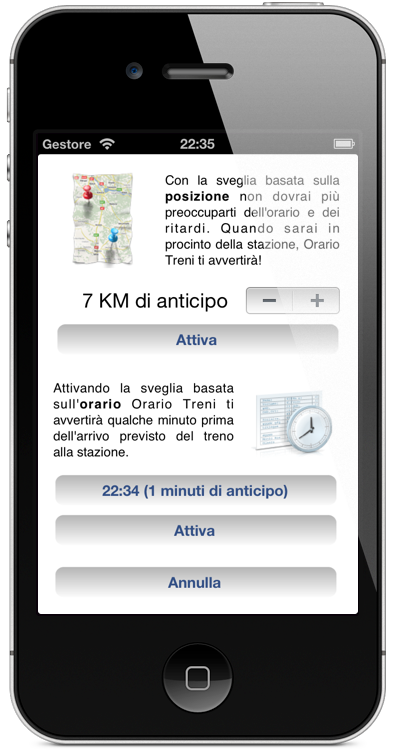 Gestore 22:35
Con la sveglia basata sulla
posizione non dovrai più
preoccuparti dell'orario e dei
ritardi. Quando sarai in
procinto della stazione, Orario
Treni ti avvertirà!
7 KM di anticipo
Attiva
Attivando la sveglia basata
sull'orario Orario Treni ti
avvertirà qualche minuto prima
dell'arrivo previsto del treno
alla stazione.
22:34 (1 minuti di anticipo)
Attiva
Annulla